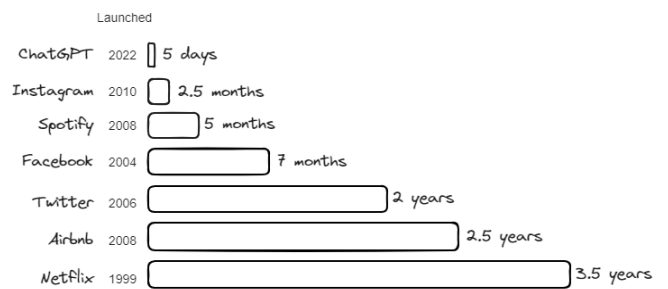 Launched
ChatGPT 2022 5 days
Instagram 2010 2.5 months
Spotify 2008 5 months
Facebook 2004 7 months
Twitter 2006 2 years
Airbnb 2008 2.5 years
Netflix 1999 3.5 years